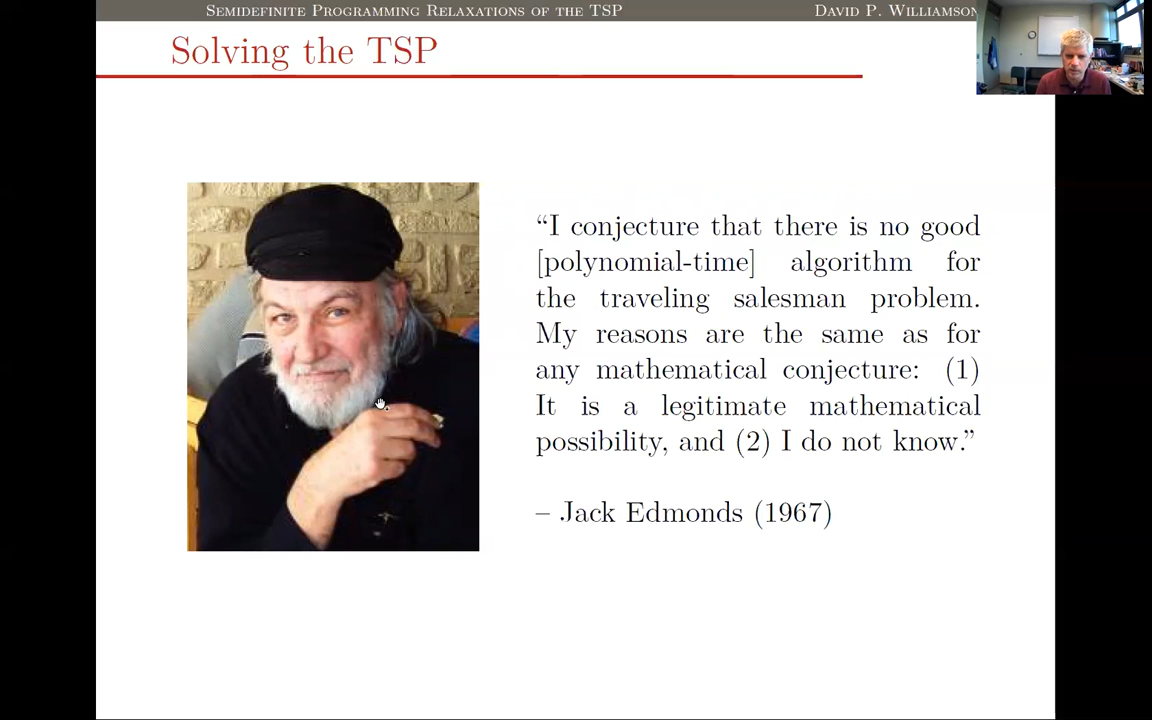 Semidefinite Programming Relaxations of the TSP
David P. Williamson
Solving the TSP
“I conjecture that there is no good
[polynomial-time] algorithm for
the traveling salesman problem.
My reasons are the same as for
any mathematical conjecture: (1)
It is a legitimate mathematical
possibility, and (2) I do not know.”
– Jack Edmonds (1967)